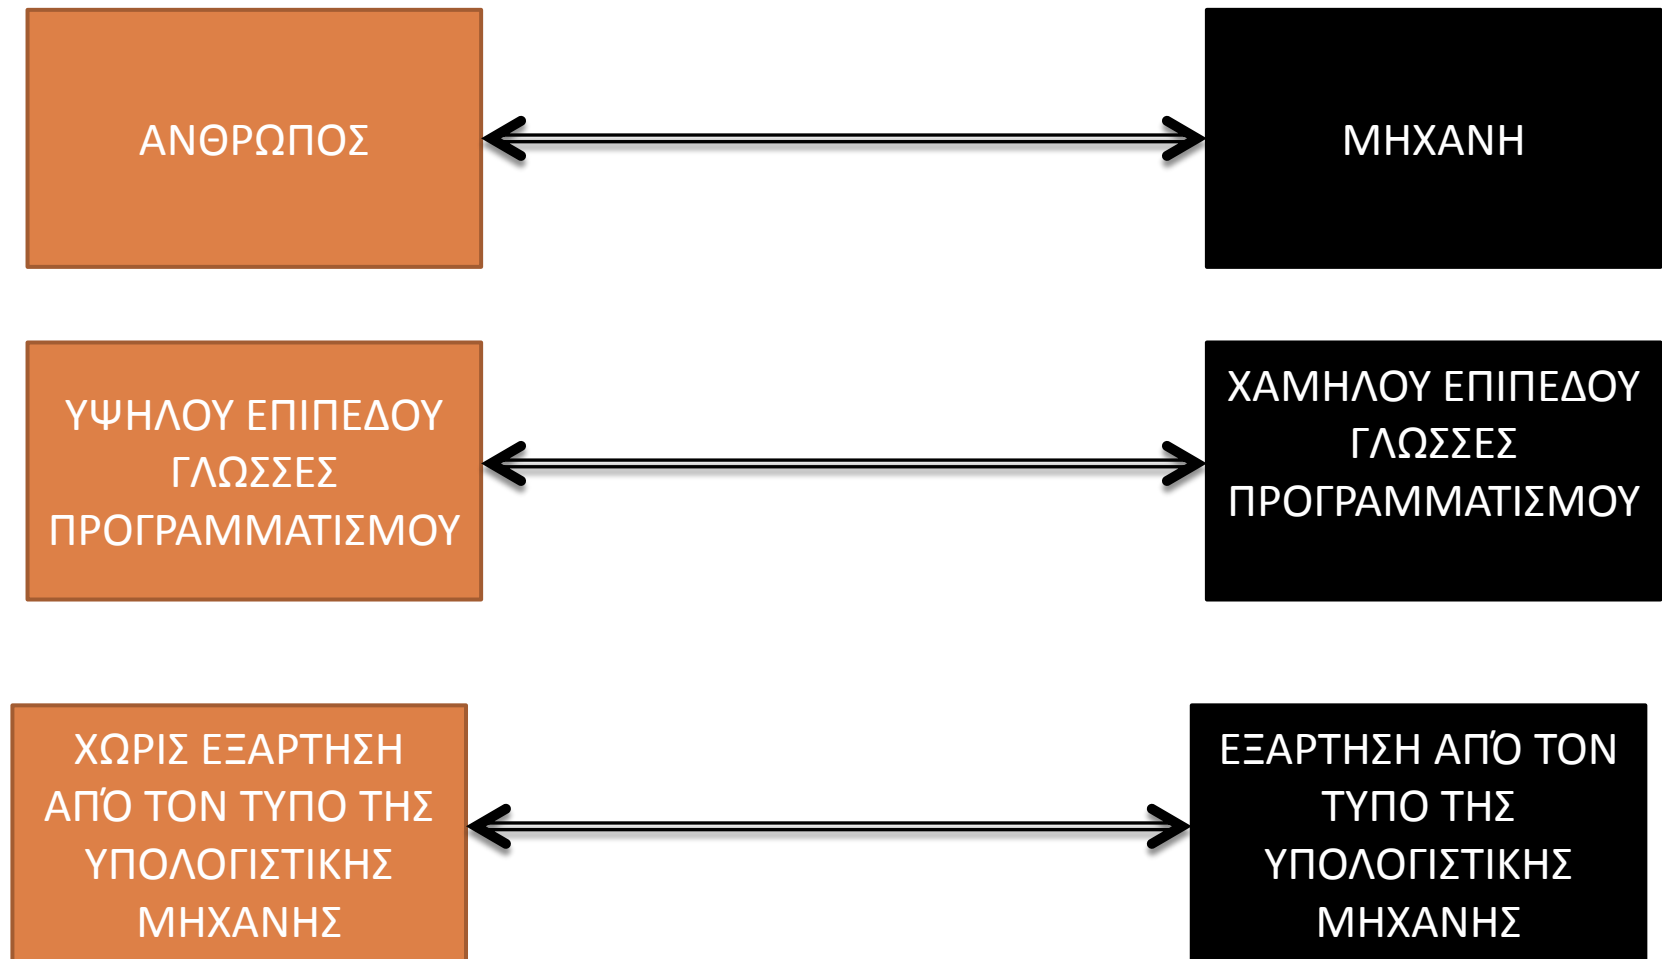 ΑΝΘΡΩΠΟΣ
ΜΗΧΑΝΗ
ΥΨΗΛΟΥ ΕΠΙΠΕΔΟΥ
ΓΛΩΣΣΕΣ
ΠΡΟΓΡΑΜΜΑΤΙΣΜΟΥ
ΧΑΜΗΛΟΥ ΕΠΙΠΕΔΟΥ
ΓΛΩΣΣΕΣ
ΠΡΟΓΡΑΜΜΑΤΙΣΜΟΥ
ΧΩΡΙΣ ΕΞΑΡΤΗΣΗ
ΑΠΌ ΤΟΝ ΤΥΠΟ ΤΗΣ
ΥΠΟΛΟΓΙΣΤΙΚΗΣ
ΜΗΧΑΝΗΣ
ΕΞΑΡΤΗΣΗ ΑΠΌ ΤΟΝ
ΤΥΠΟ ΤΗΣ
ΥΠΟΛΟΓΙΣΤΙΚΗΣ
ΜΗΧΑΝΗΣ